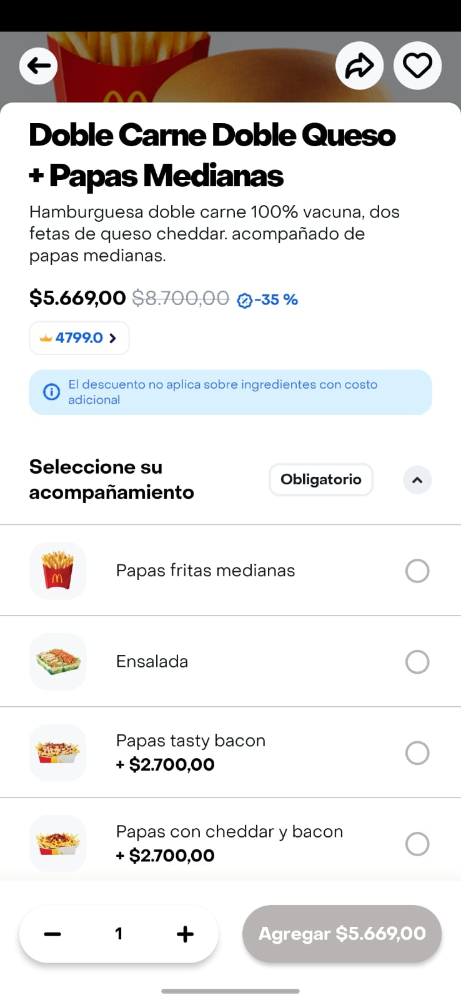 Doble Carne Doble Queso
+ Papas Medianas
Hamburguesa doble carne 100% vacuna, dos
fetas de queso cheddar. acompañado de
papas medianas.
$5.669,00 $8.700,00 -35 %
4799.0
El descuento no aplica sobre ingredientes con costo
adicional
Seleccione su
acompañamiento
Obligatorio
Papas fritas medianas
Ensalada
Papas tasty bacon
+ $2.700,00
Papas con cheddar y bacon
+ $2.700,00
1
Agregar $5.669,00